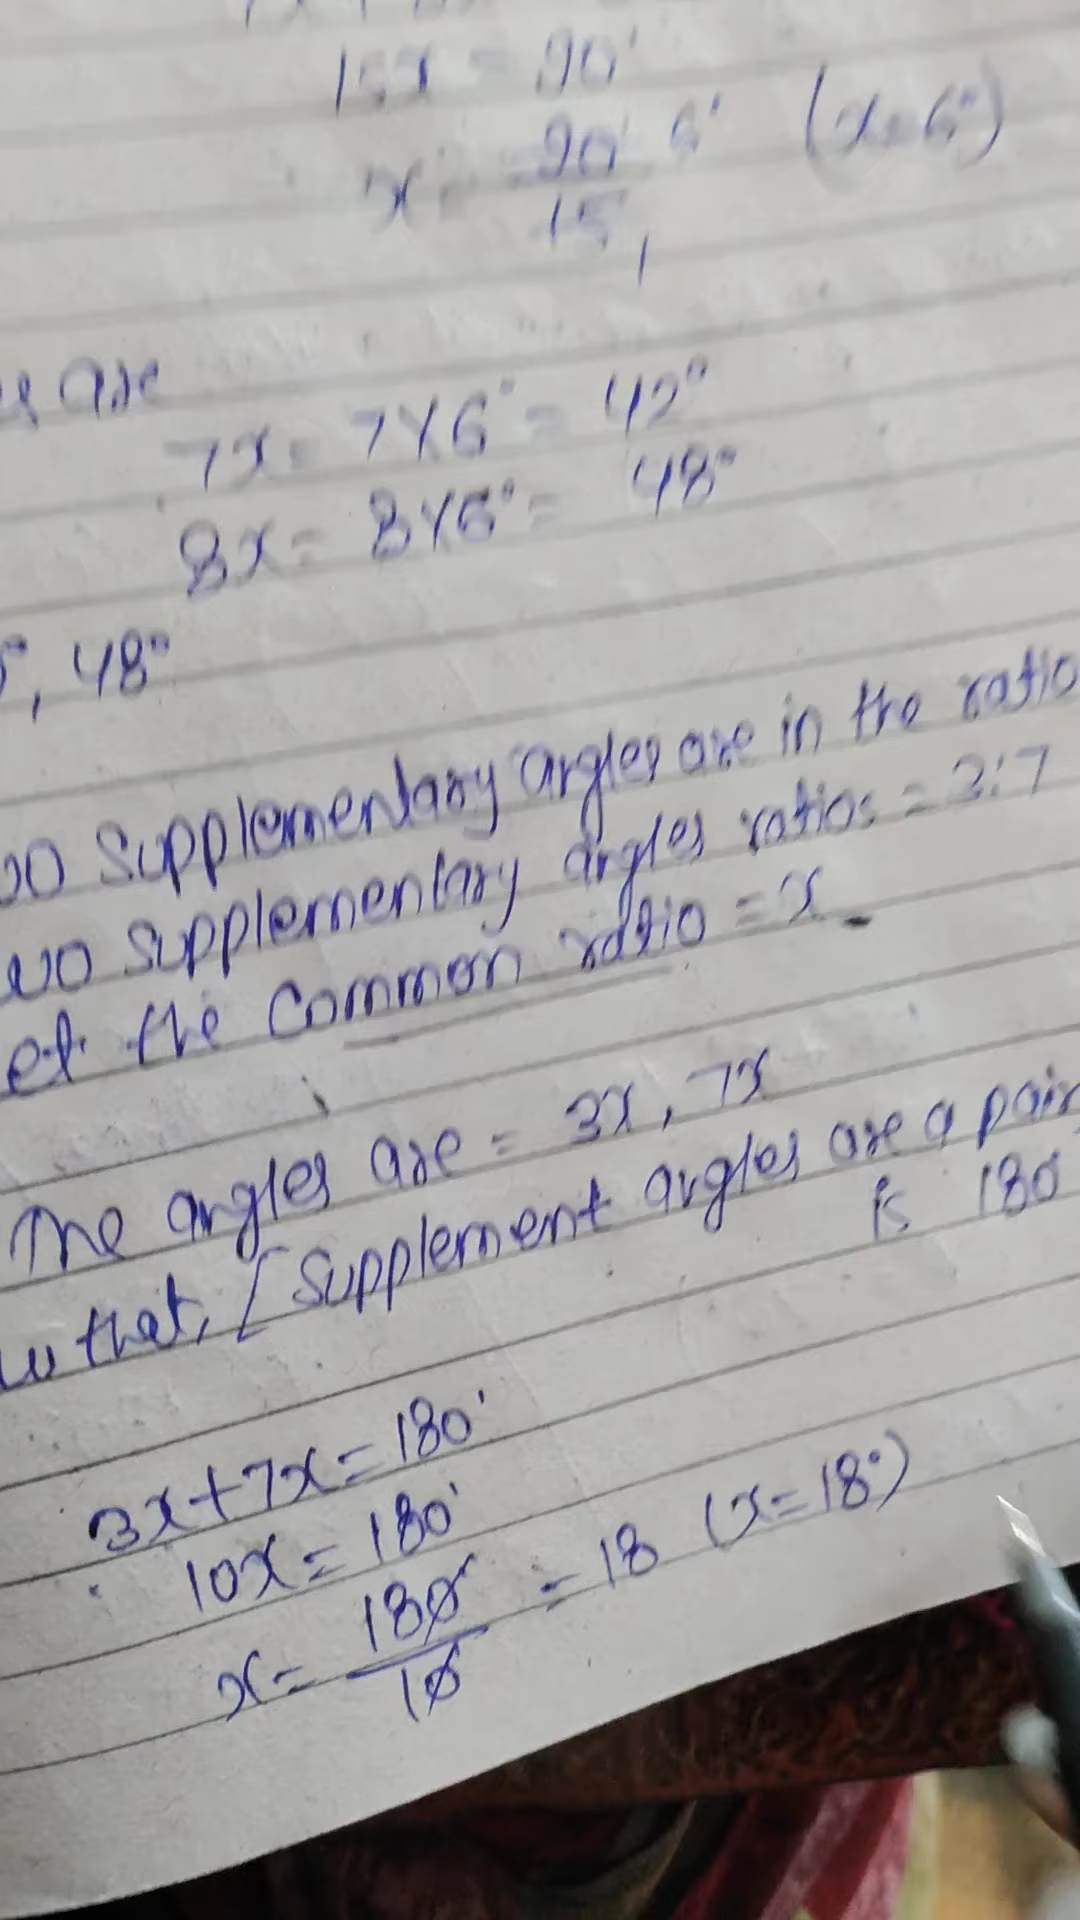 15x = 90°
x = 90° 6° (x=6°)
15 1
are
7x = 7×6° = 42°
8x = 8×6° = 48°
, 48°
Supplementary angles are in the ratio
supplementary angles ratios = 3:7
et the common ratio = x
The angles are = 3x, 7x
that, [Supplement angles are a pair
is 180
3x+7x=180°
10x = 180°
x = 180° = 18 (x=18°)
10